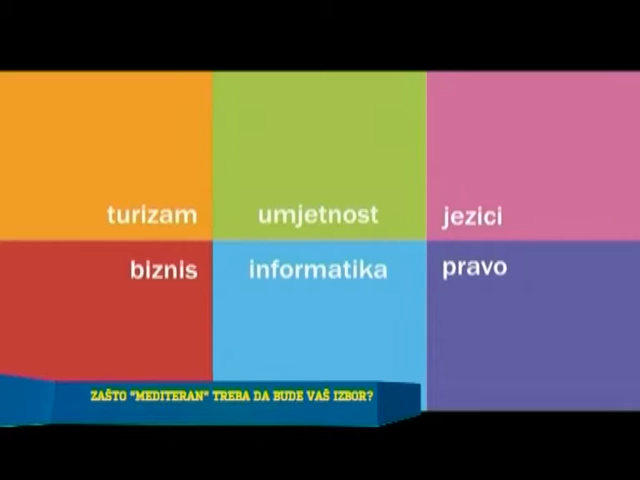 turizam
umjetnost
jezici
biznis
informatika
pravo
ZAŠTO "MEDITERAN" TREBA DA BUDE VAŠ IZBOR?